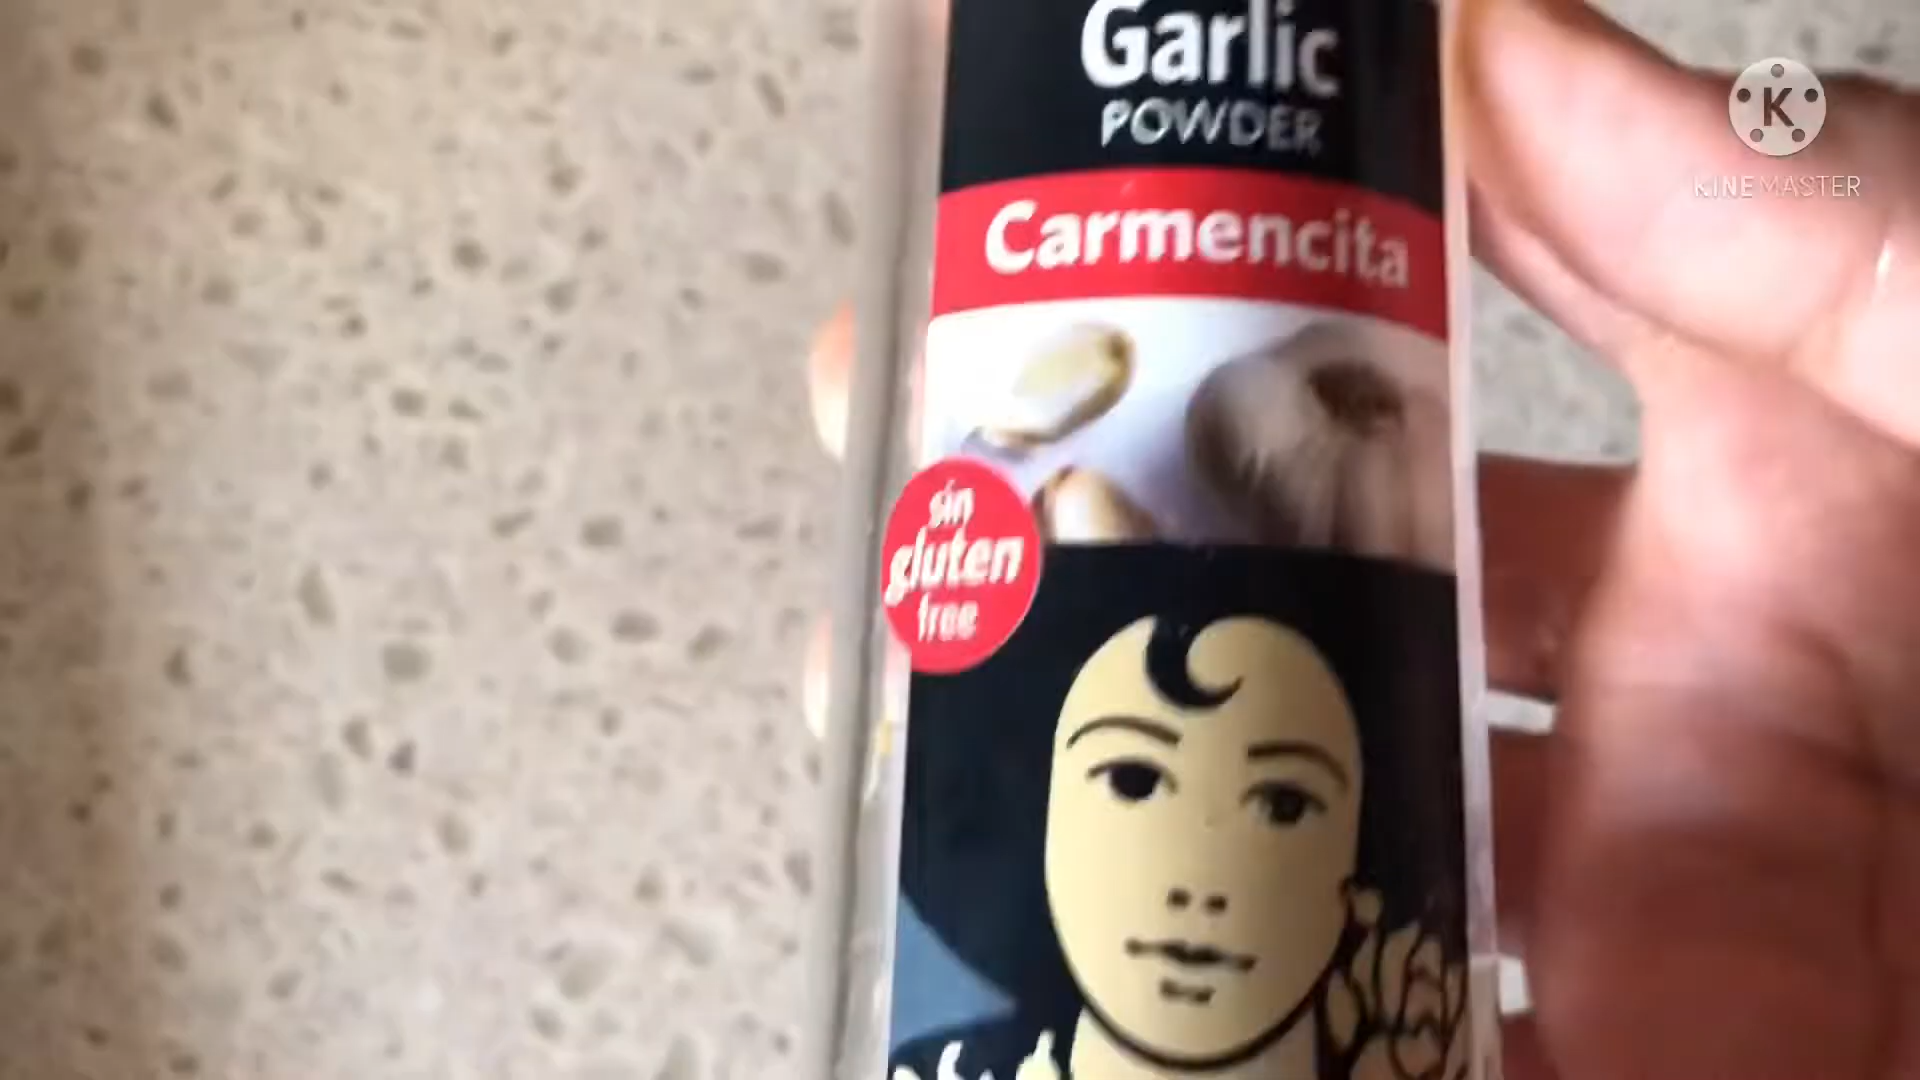 Garlic
POWDER
Carmencita
sin
gluten
free
K
KINEMASTER